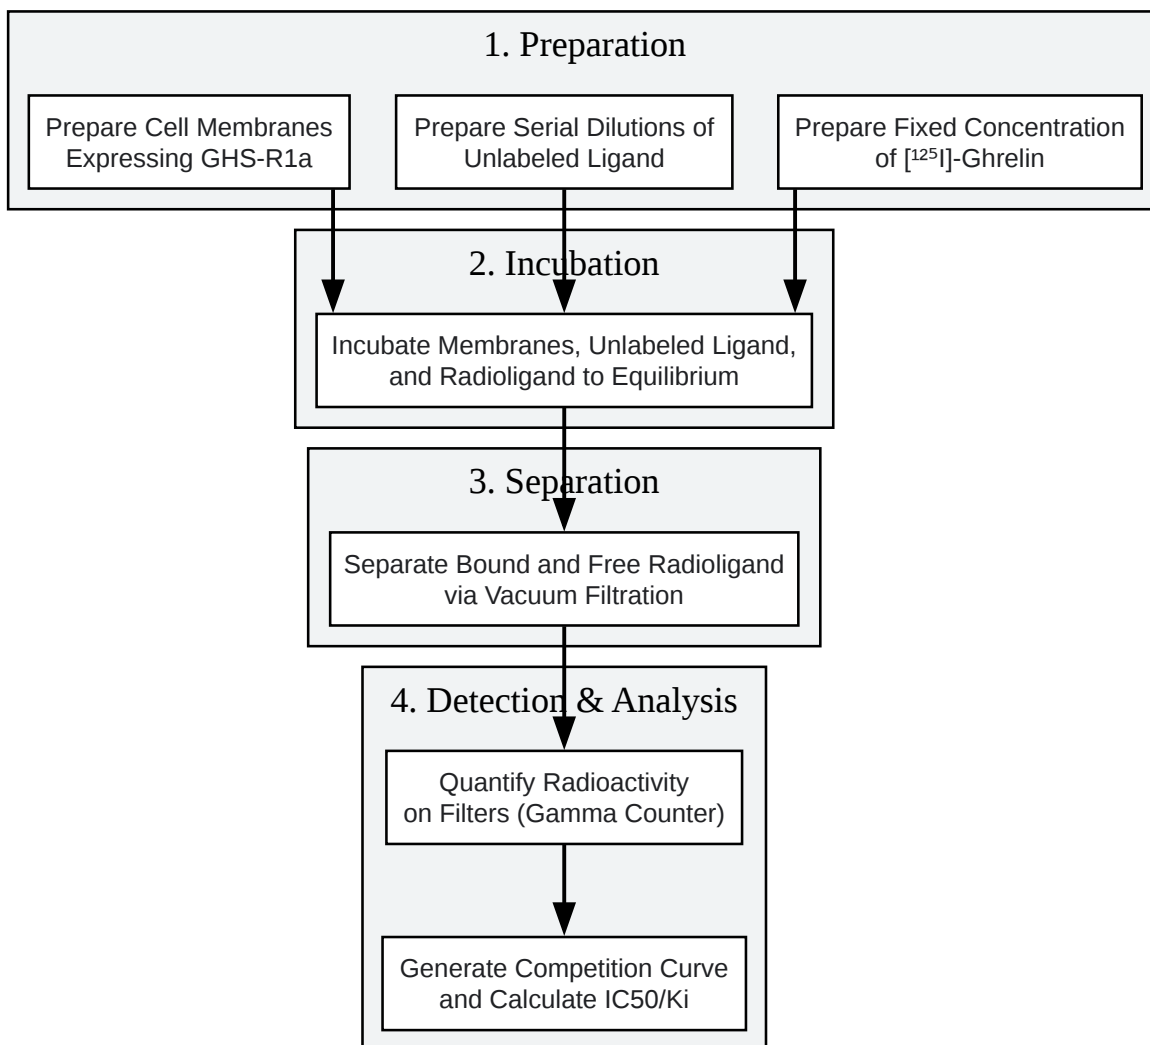 1. Preparation
Prepare Cell Membranes
Expressing GHS-R1a
Prepare Serial Dilutions of
Unlabeled Ligand
Prepare Fixed Concentration
of [¹²⁵I]-Ghrelin
2. Incubation
Incubate Membranes, Unlabeled Ligand,
and Radioligand to Equilibrium
3. Separation
Separate Bound and Free Radioligand
via Vacuum Filtration
4. Detection & Analysis
Quantify Radioactivity
on Filters (Gamma Counter)
Generate Competition Curve
and Calculate IC50/Ki